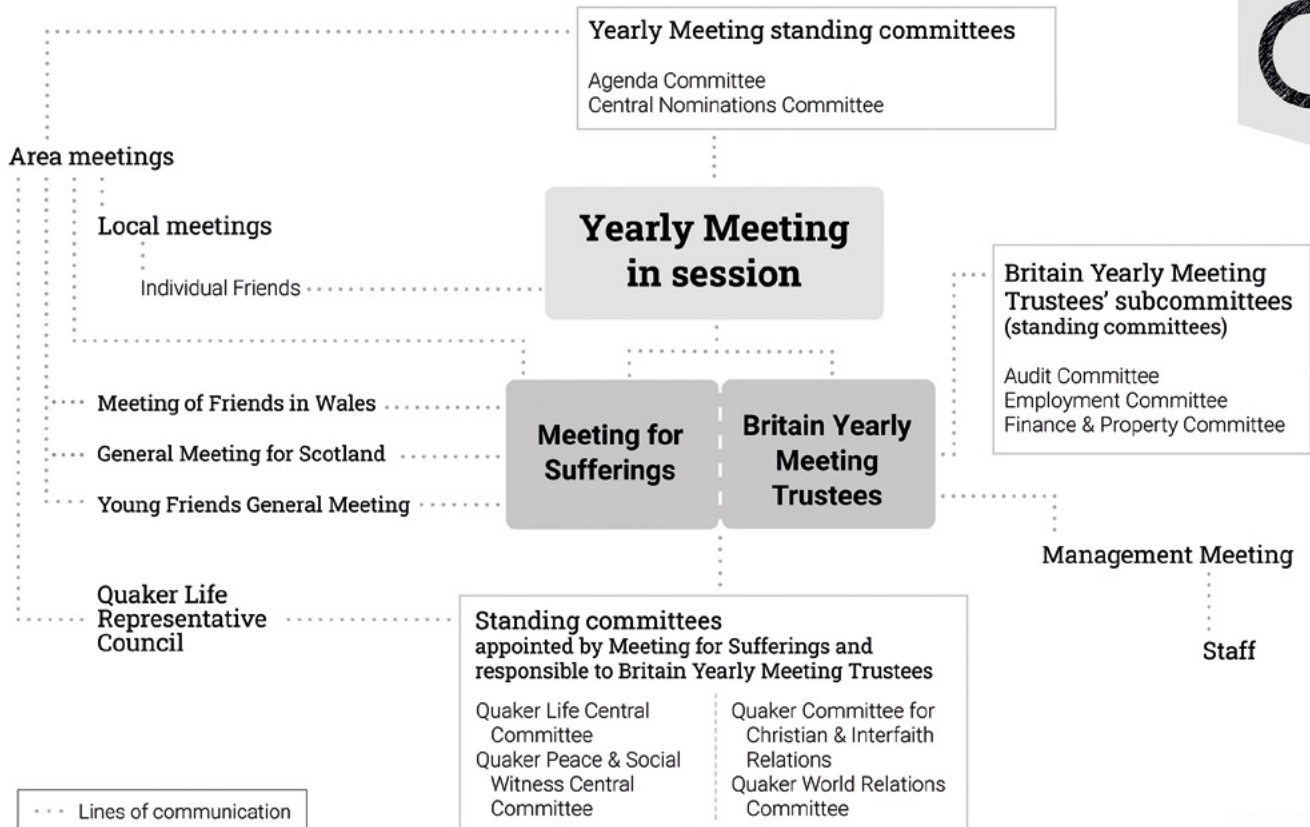 Yearly Meeting standing committees
Agenda Committee
Central Nominations Committee
Area meetings
Local meetings
Individual Friends
Yearly Meeting
in session
Britain Yearly Meeting
Trustees’ subcommittees
(standing committees)
Audit Committee
Employment Committee
Finance & Property Committee
Meeting of Friends in Wales
General Meeting for Scotland
Young Friends General Meeting
Meeting for
Sufferings
Britain Yearly
Meeting
Trustees
Management Meeting
Staff
Quaker Life
Representative
Council
Standing committees
appointed by Meeting for Sufferings and
responsible to Britain Yearly Meeting Trustees
Quaker Life Central
Committee
Quaker Peace & Social
Witness Central
Committee
Quaker Committee for
Christian & Interfaith
Relations
Quaker World Relations
Committee
Lines of communication